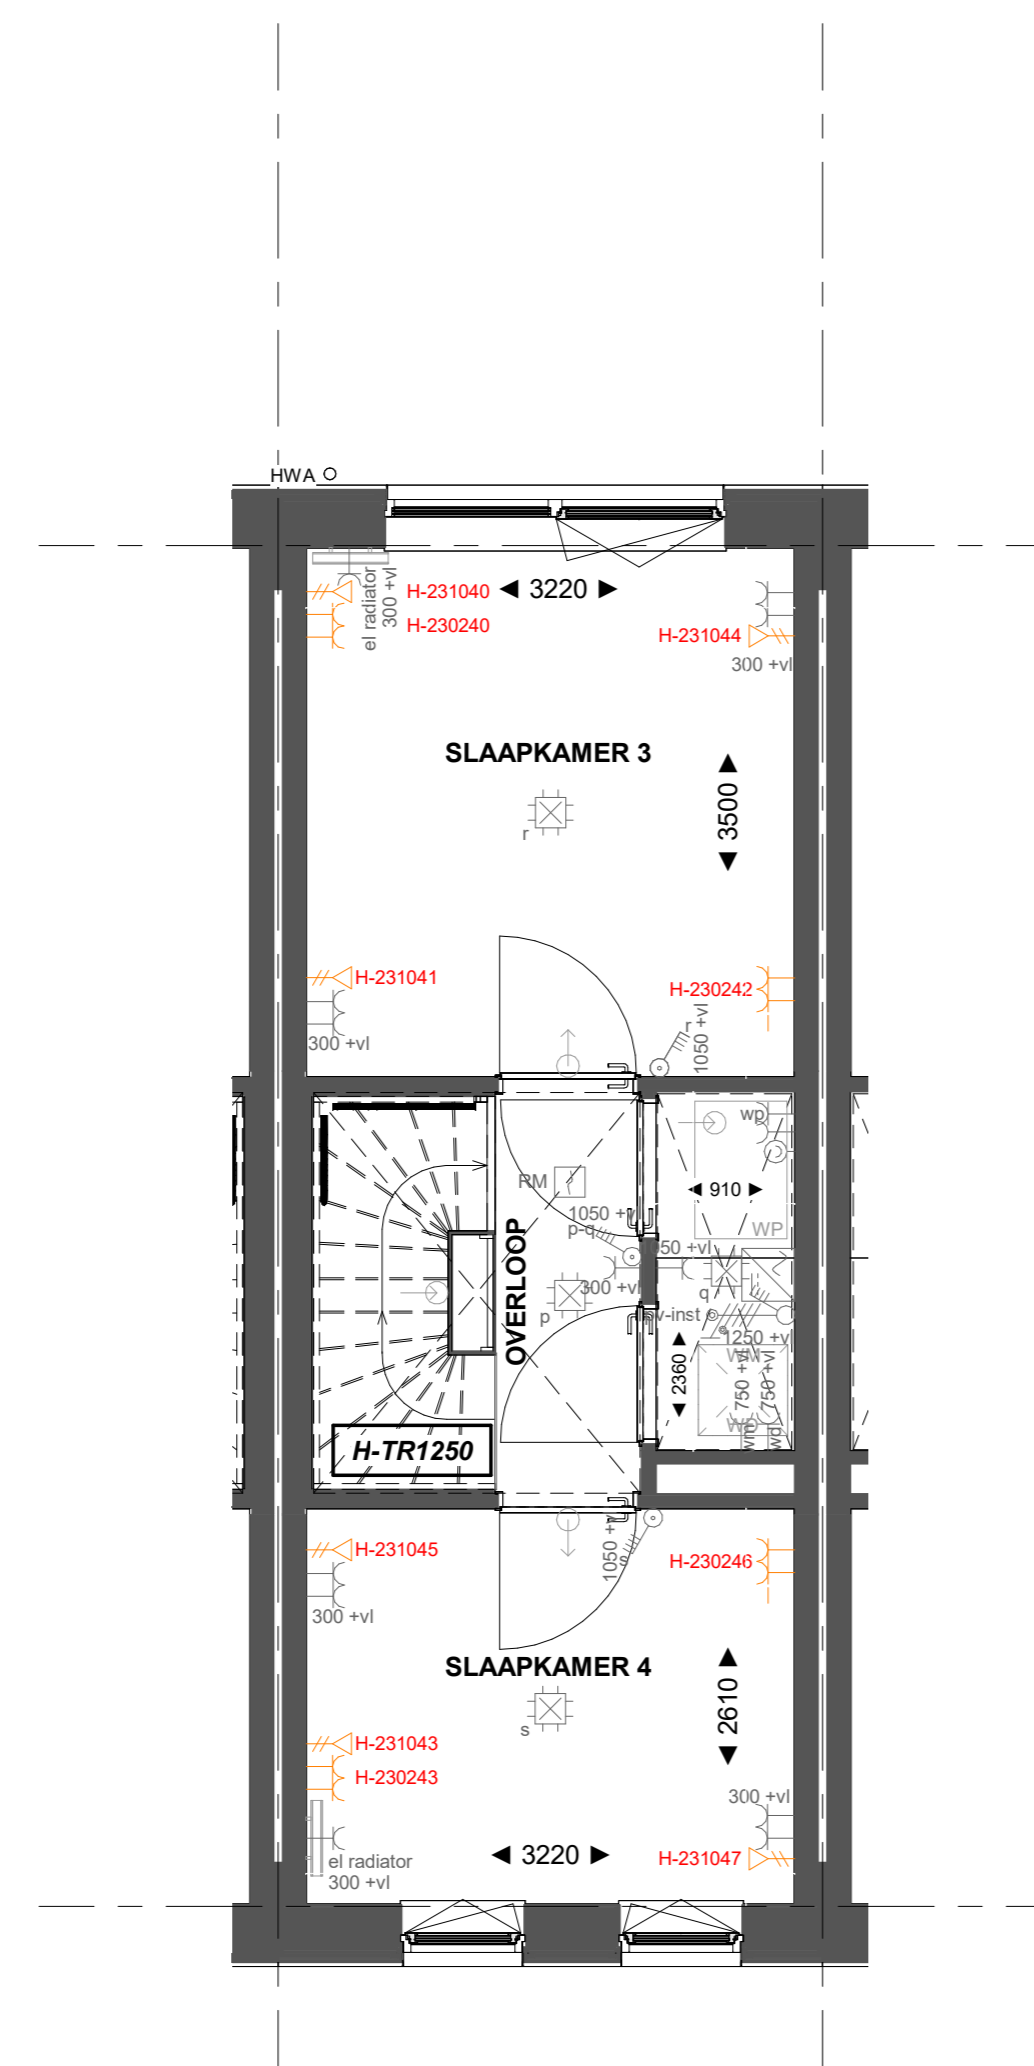 HWA
el radiator
300 +vl
H-231040
H-230240
◄ 3220 ►
H-231044
300 +vl
SLAAPKAMER 3
◄ 3500 ►
r
H-231041
300 +vl
H-230242
r
1050 +vl
wp
◄ 910 ►
WP
RM
1050 +vl
p-q
1050 +vl
300 +vl
OVERLOOP
p
q
pv-inst
1250 +vl
◄ 2360 ►
WM
750 +vl
750 +vl
WD
wm
wd
H-TR1250
1050 +vl
s
H-231045
300 +vl
H-230246
SLAAPKAMER 4
◄ 2610 ►
s
H-231043
H-230243
300 +vl
el radiator
300 +vl
◄ 3220 ►
H-231047